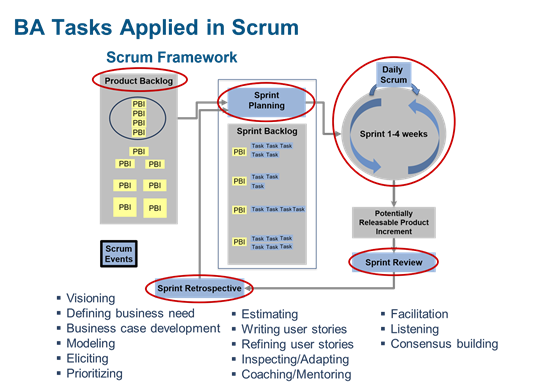 BA Tasks Applied in Scrum
Scrum Framework
Product Backlog
PBI
PBI
PBI
PBI
PBI
PBI PBI
PBI PBI
PBI PBI
Scrum
Events
Sprint
Planning
Sprint Backlog
PBI
Task Task Task
Task Task
PBI
Task Task
Task
PBI
Task Task Task Task
PBI
Task Task
Task Task Task
Task Task
Daily
Scrum
Sprint 1-4 weeks
Potentially
Releasable Product
Increment
Sprint Review
Sprint Retrospective
▪ Visioning
▪ Defining business need
▪ Business case development
▪ Modeling
▪ Eliciting
▪ Prioritizing
▪ Estimating
▪ Writing user stories
▪ Refining user stories
▪ Inspecting/Adapting
▪ Coaching/Mentoring
▪ Facilitation
▪ Listening
▪ Consensus building